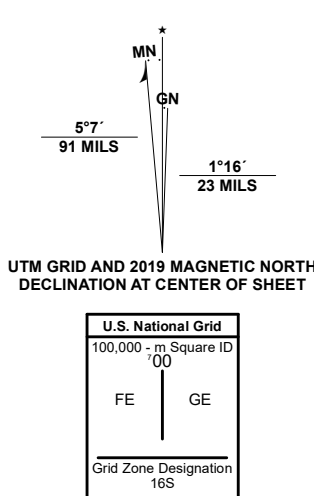 ★
MN
GN
5°7´
91 MILS
1°16´
23 MILS
UTM GRID AND 2019 MAGNETIC NORTH
DECLINATION AT CENTER OF SHEET
U.S. National Grid
100,000 - m Square ID
⁷00
FE GE
Grid Zone Designation
16S